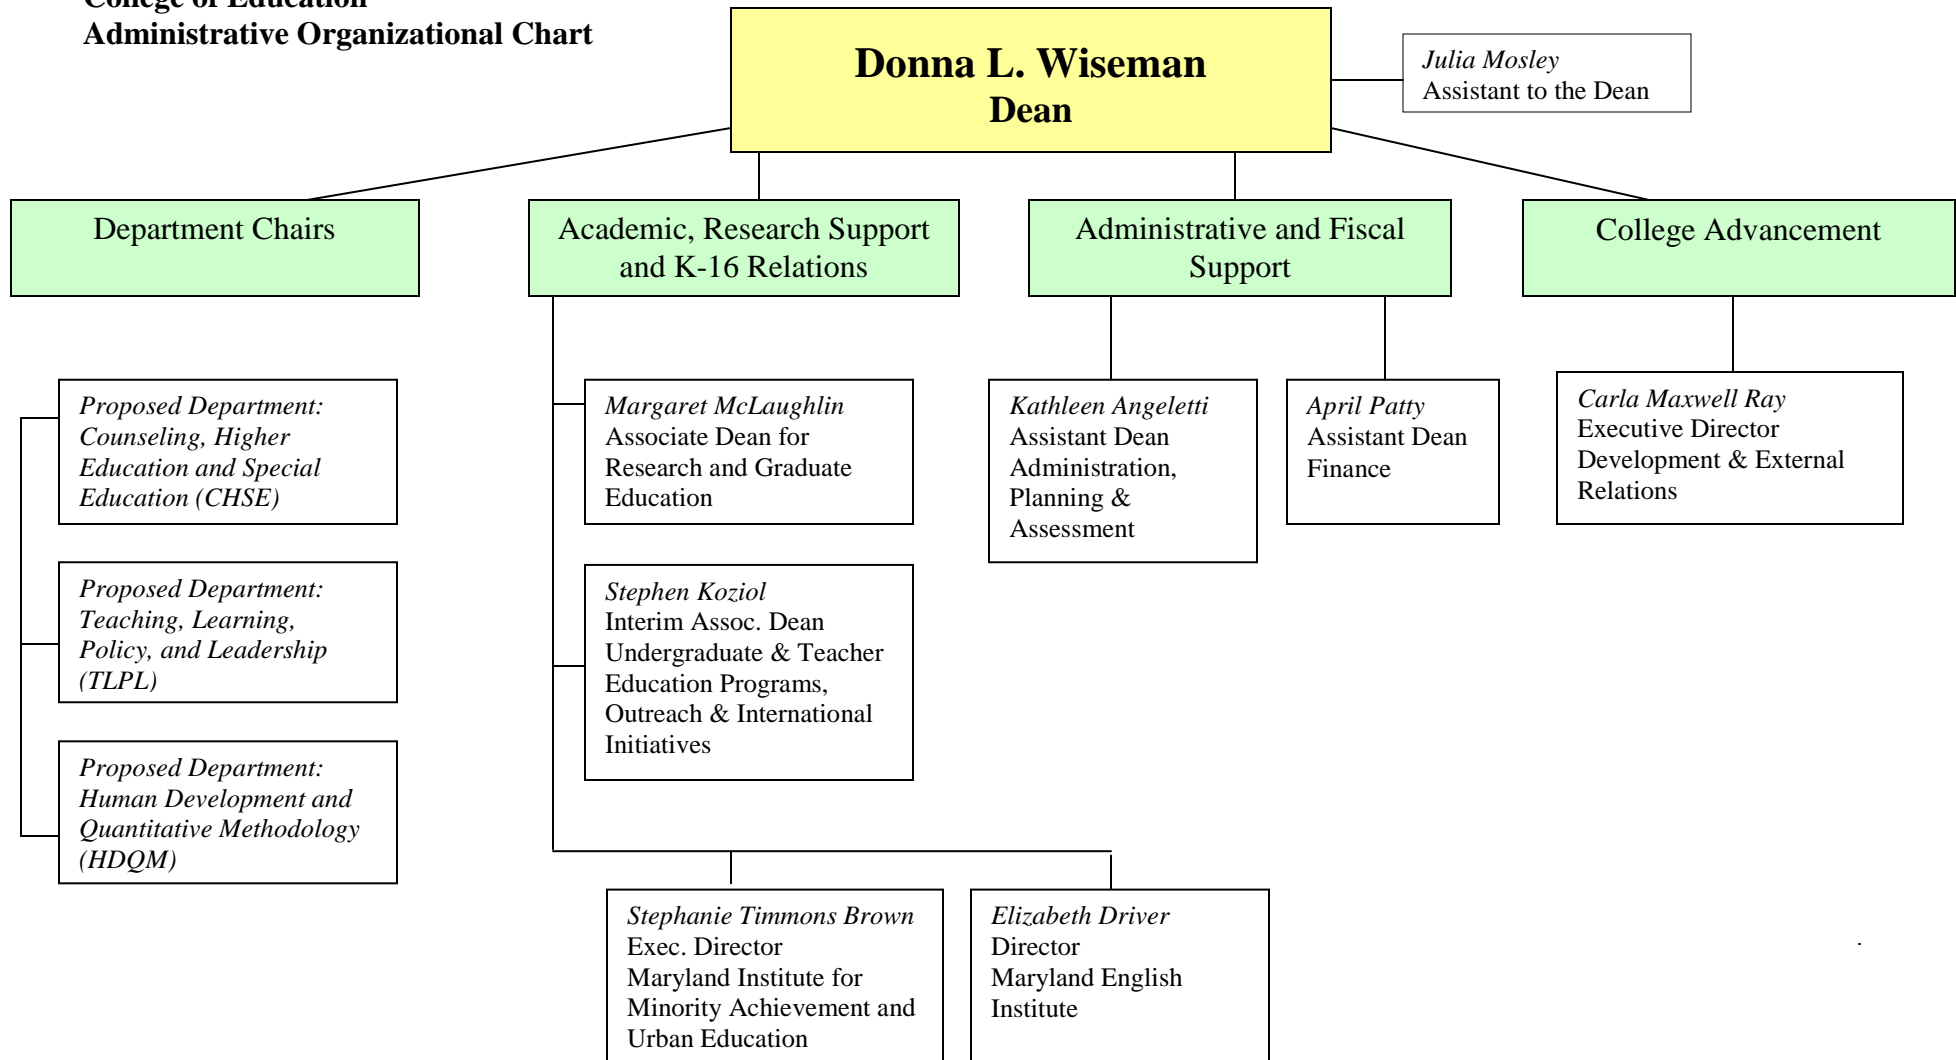 College of Education
Administrative Organizational Chart
Donna L. Wiseman
Dean
Julia Mosley
Assistant to the Dean
Department Chairs
Academic, Research Support
and K-16 Relations
Administrative and Fiscal
Support
College Advancement
Proposed Department:
Counseling, Higher
Education and Special
Education (CHSE)
Proposed Department:
Teaching, Learning,
Policy, and Leadership
(TLPL)
Proposed Department:
Human Development and
Quantitative Methodology
(HDQM)
Margaret McLaughlin
Associate Dean for
Research and Graduate
Education
Stephen Koziol
Interim Assoc. Dean
Undergraduate & Teacher
Education Programs,
Outreach & International
Initiatives
Stephanie Timmons Brown
Exec. Director
Maryland Institute for
Minority Achievement and
Urban Education
Elizabeth Driver
Director
Maryland English
Institute
Kathleen Angeletti
Assistant Dean
Administration,
Planning &
Assessment
April Patty
Assistant Dean
Finance
Carla Maxwell Ray
Executive Director
Development & External
Relations
.